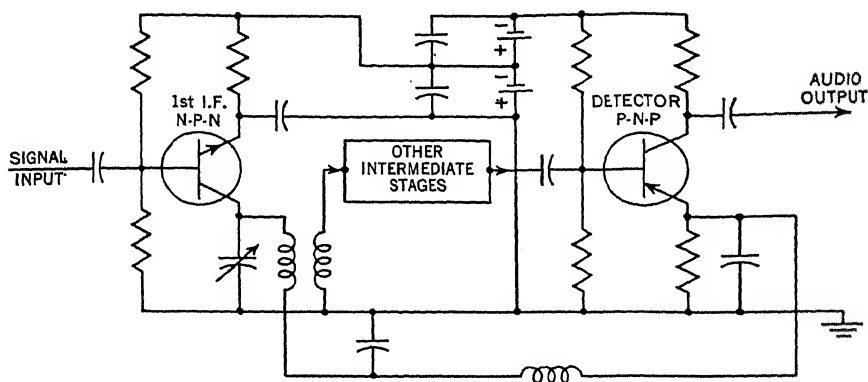 1st I.F.
N-P-N
SIGNAL
INPUT
-
+
-
+
OTHER
INTERMEDIATE
STAGES
DETECTOR
P-N-P
AUDIO
OUTPUT